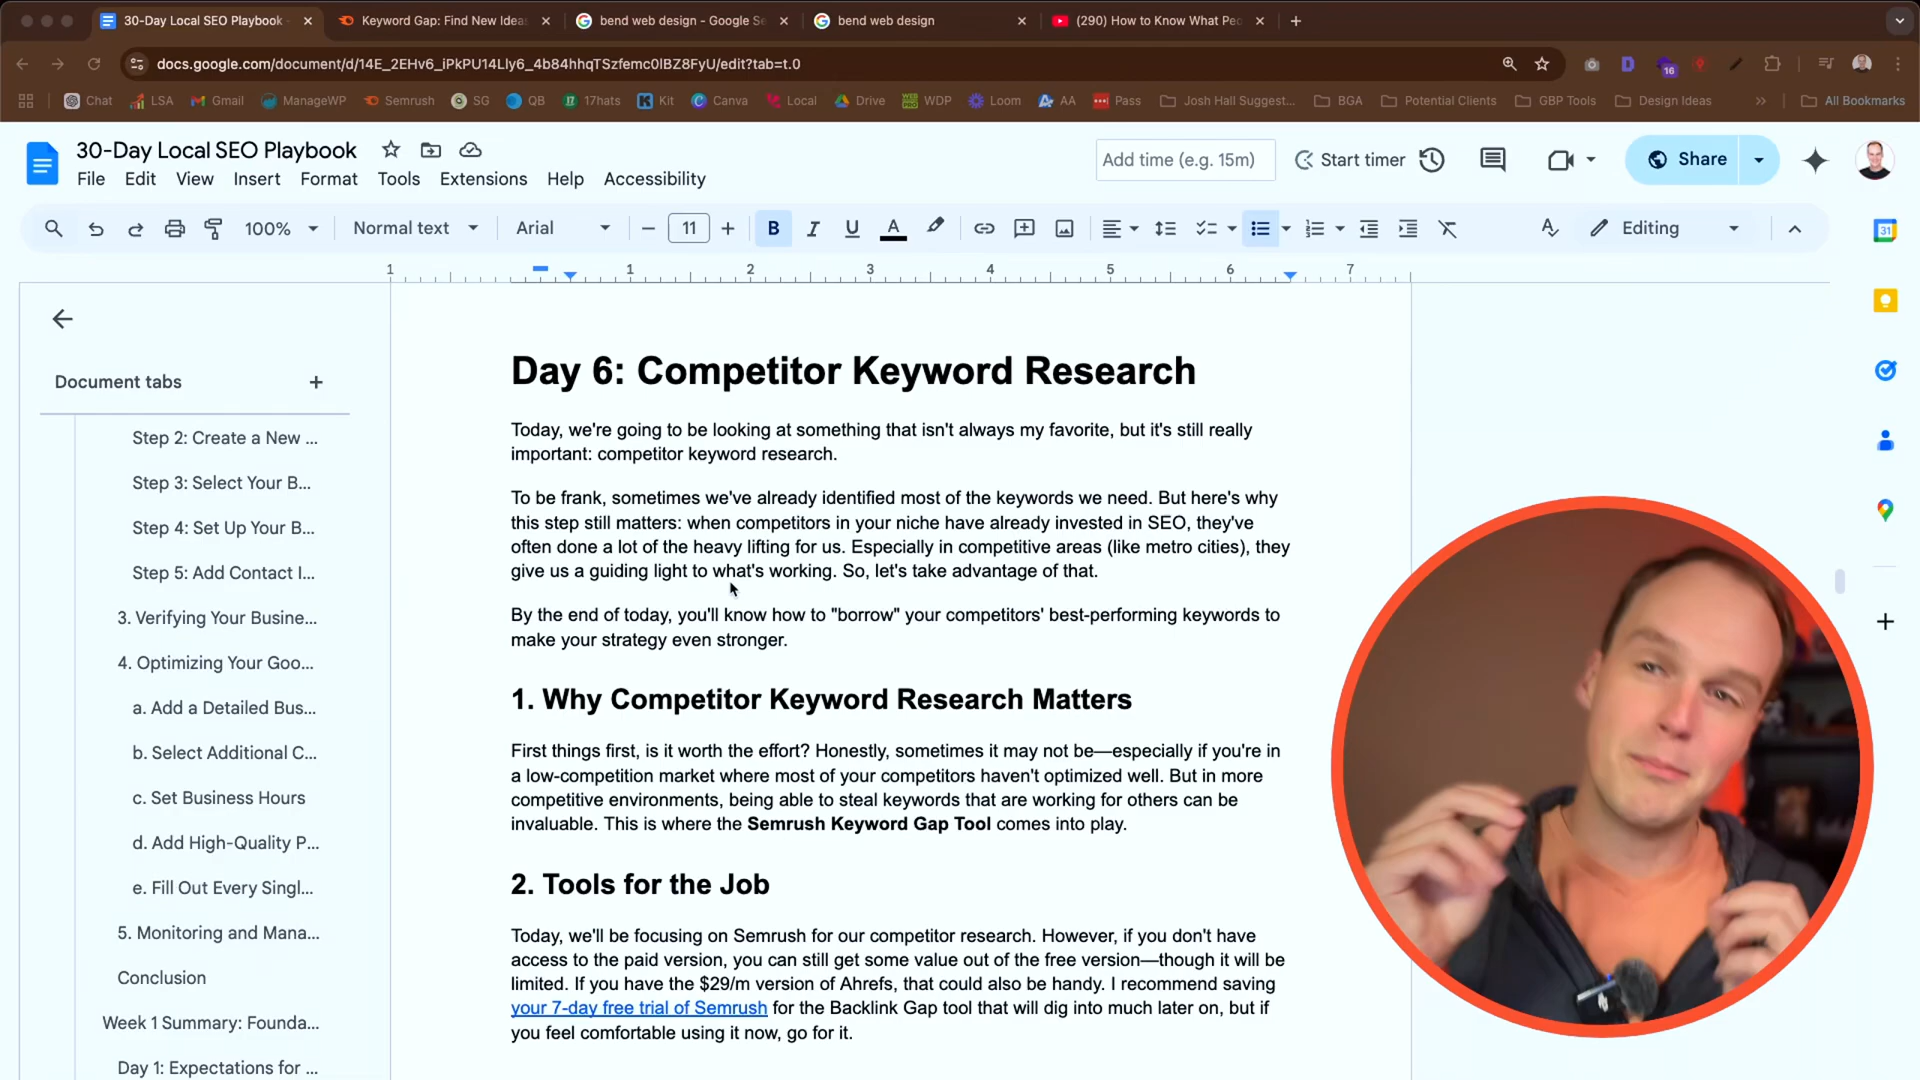 30-Day Local SEO Playbook -
Keyword Gap: Find New Ideas
bend web design - Google Se
bend web design
(290) How to Know What Peo
docs.google.com/document/d/14E_2EHv6_iPkPU14Lly6_4b84hhqTSzfemc0lBZ8FyU/edit?tab=t.0
16
Chat LSA Gmail ManageWP Semrush SG QB 17hats Kit Canva Local Drive WDP Loom AA Pass Josh Hall Suggest... BGA Potential Clients GBP Tools Design Ideas All Bookmarks
30-Day Local SEO Playbook
File Edit View Insert Format Tools Extensions Help Accessibility
Add time (e.g. 15m)
Start timer
Share
100% Normal text Arial 11 B I U A Editing
1 1 2 3 4 5 6 7
31
Document tabs
Step 2: Create a New ...
Step 3: Select Your B...
Step 4: Set Up Your B...
Step 5: Add Contact I...
3. Verifying Your Busine...
4. Optimizing Your Goo...
a. Add a Detailed Bus...
b. Select Additional C...
c. Set Business Hours
d. Add High-Quality P...
e. Fill Out Every Singl...
5. Monitoring and Mana...
Conclusion
Week 1 Summary: Founda...
Day 1: Expectations for ...
Day 6: Competitor Keyword Research
Today, we're going to be looking at something that isn't always my favorite, but it's still really
important: competitor keyword research.
To be frank, sometimes we've already identified most of the keywords we need. But here's why
this step still matters: when competitors in your niche have already invested in SEO, they've
often done a lot of the heavy lifting for us. Especially in competitive areas (like metro cities), they
give us a guiding light to what's working. So, let's take advantage of that.
By the end of today, you'll know how to "borrow" your competitors' best-performing keywords to
make your strategy even stronger.
1. Why Competitor Keyword Research Matters
First things first, is it worth the effort? Honestly, sometimes it may not be—especially if you're in
a low-competition market where most of your competitors haven't optimized well. But in more
competitive environments, being able to steal keywords that are working for others can be
invaluable. This is where the Semrush Keyword Gap Tool comes into play.
2. Tools for the Job
Today, we'll be focusing on Semrush for our competitor research. However, if you don't have
access to the paid version, you can still get some value out of the free version—though it will be
limited. If you have the $29/m version of Ahrefs, that could also be handy. I recommend saving
your 7-day free trial of Semrush for the Backlink Gap tool that will dig into much later on, but if
you feel comfortable using it now, go for it.